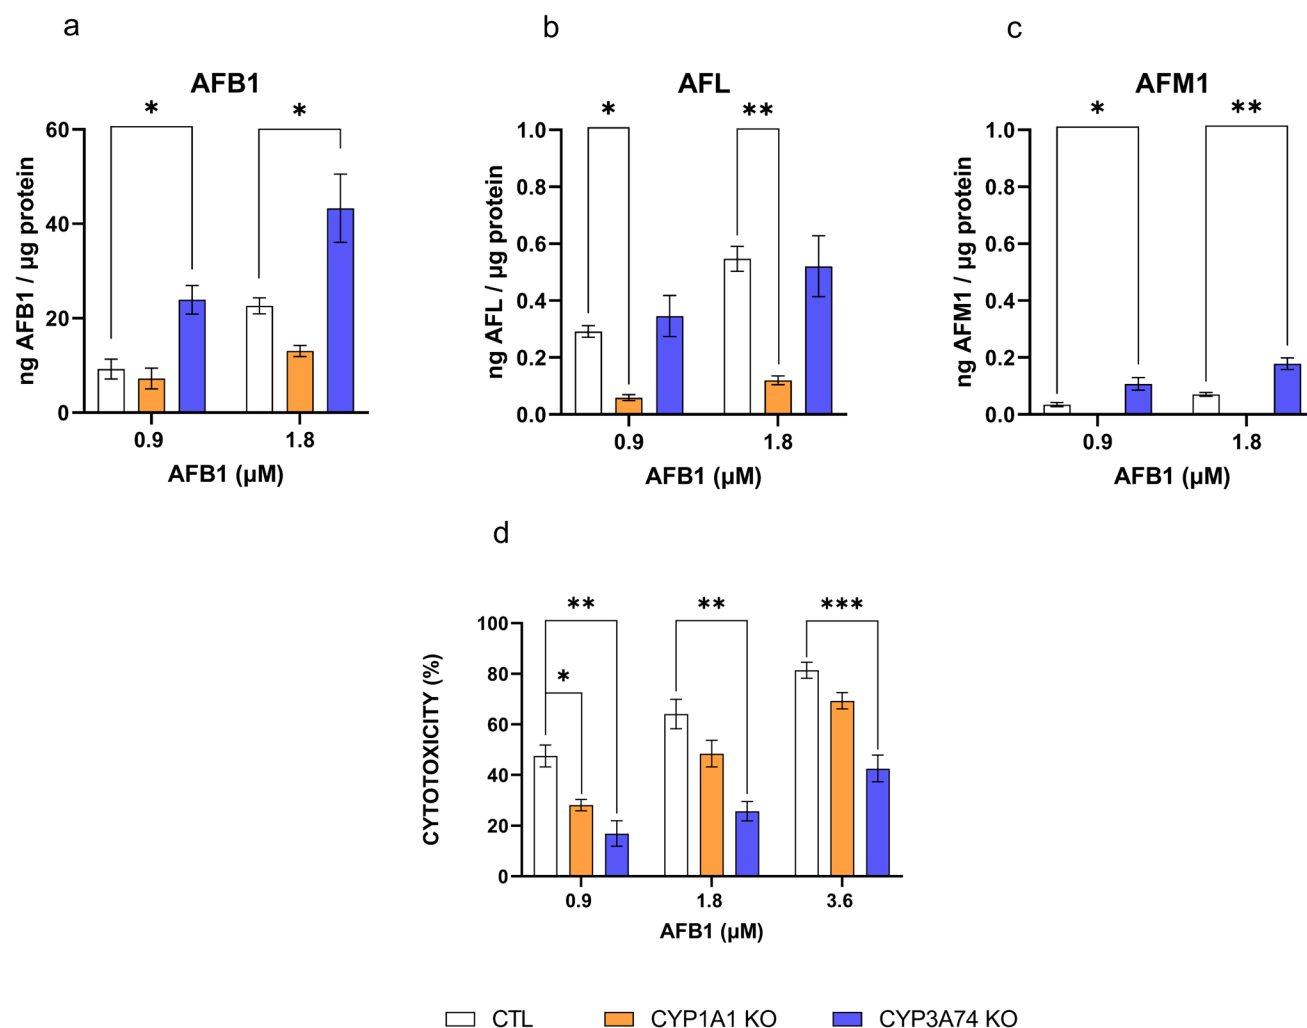 a
AFB1
* *
60
40
20
0
ng AFB1 / µg protein
0.9 1.8
AFB1 (µM)
b
AFL
* **
1.0
0.8
0.6
0.4
0.2
0.0
ng AFL / µg protein
0.9 1.8
AFB1 (µM)
c
AFM1
* **
1.0
0.8
0.6
0.4
0.2
0.0
ng AFM1 / µg protein
0.9 1.8
AFB1 (µM)
d
** ** ***
*
100
80
60
40
20
0
CYTOTOXICITY (%)
0.9 1.8 3.6
AFB1 (µM)
CTL CYP1A1 KO CYP3A74 KO